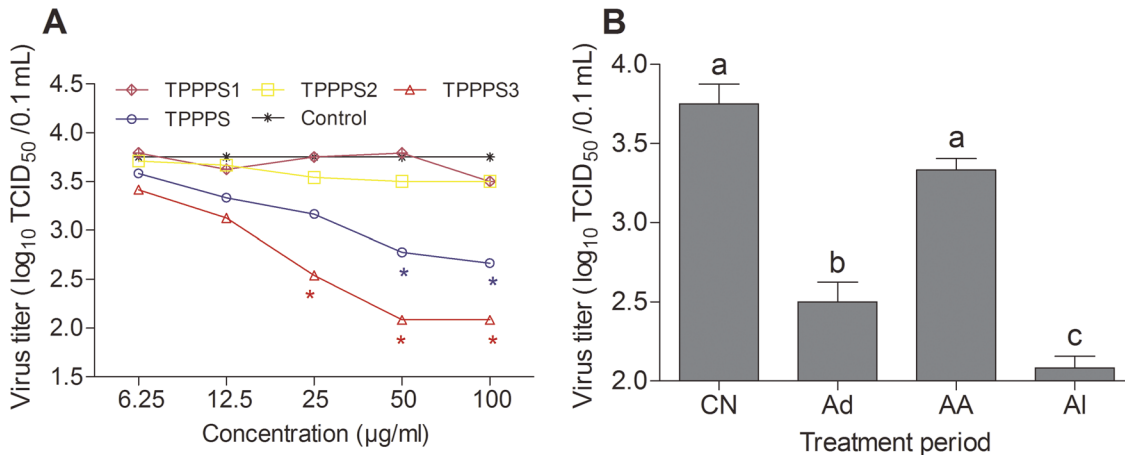 A
Virus titer ( log10 TCID50 /0.1 mL)
4.5
4.0
3.5
3.0
2.5
2.0
1.5
TPPPS1 TPPPS2 TPPPS3
TPPPS Control
*
* *
* *
6.25 12.5 25 50 100
Concentration (µg/ml)
B
Virus titer ( log10 TCID50 /0.1 mL)
4.0
3.5
3.0
2.5
2.0
a
b
a
c
CN Ad AA Al
Treatment period